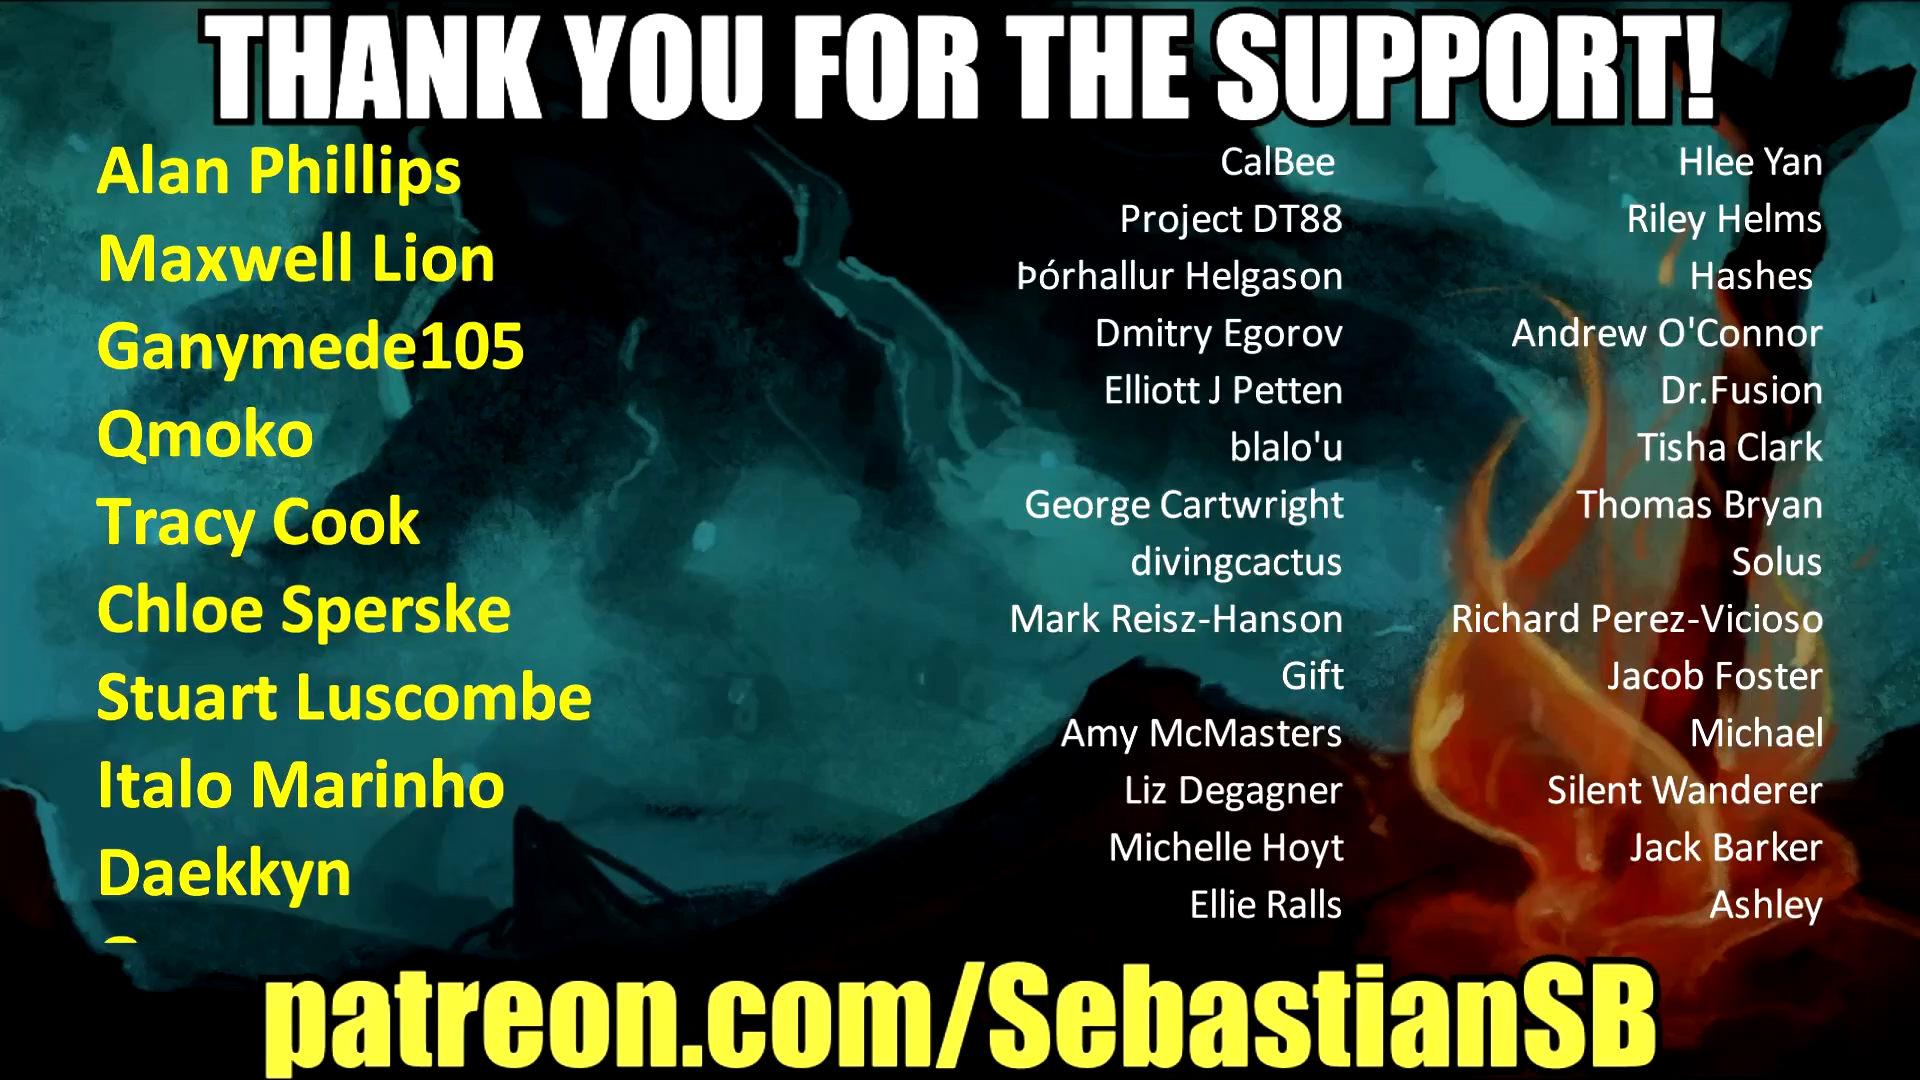 THANK YOU FOR THE SUPPORT!
Alan Phillips
Maxwell Lion
Ganymede105
Qmoko
Tracy Cook
Chloe Sperske
Stuart Luscombe
Italo Marinho
Daekkyn
CalBee
Project DT88
Þórhallur Helgason
Dmitry Egorov
Elliott J Petten
blalo'u
George Cartwright
divingcactus
Mark Reisz-Hanson
Gift
Amy McMasters
Liz Degagner
Michelle Hoyt
Ellie Ralls
Hlee Yan
Riley Helms
Hashes
Andrew O'Connor
Dr.Fusion
Tisha Clark
Thomas Bryan
Solus
Richard Perez-Vicioso
Jacob Foster
Michael
Silent Wanderer
Jack Barker
Ashley
patreon.com/SebastianSB